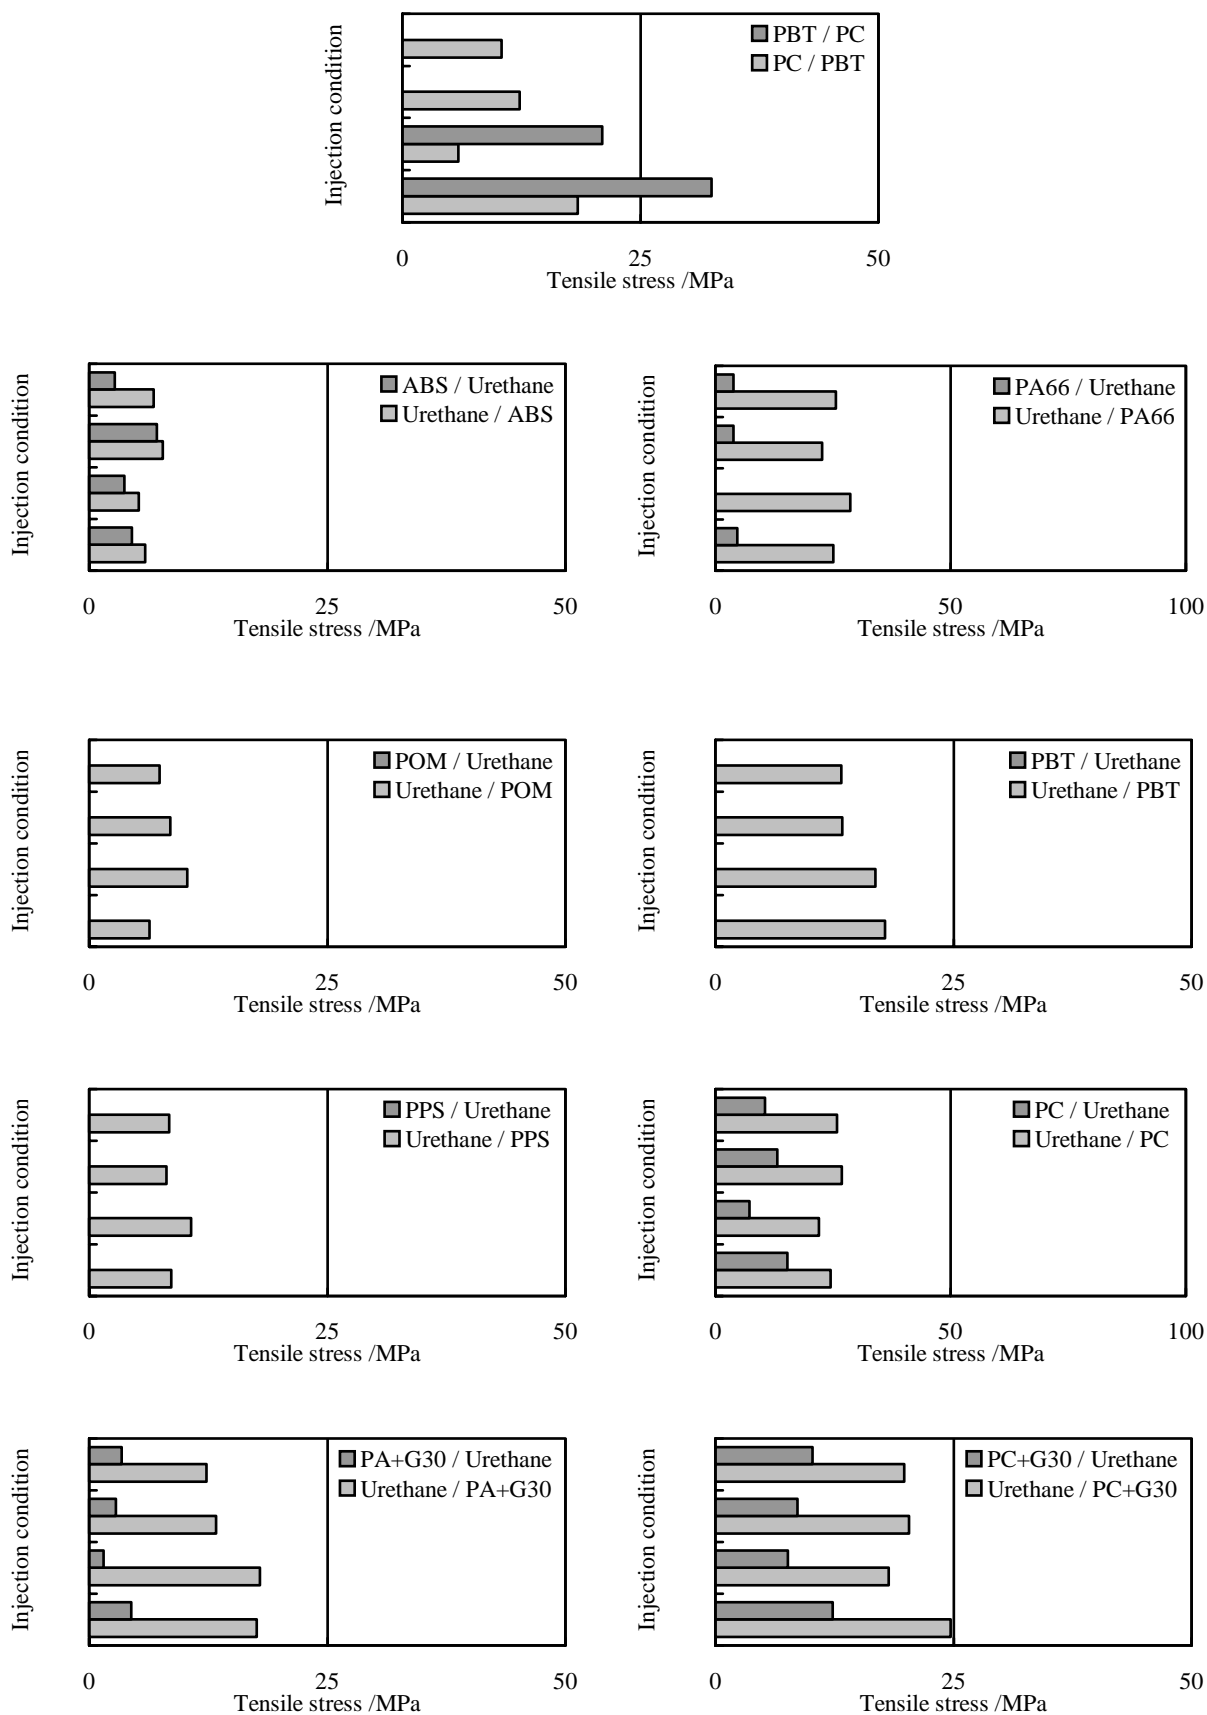 Injection condition
PBT / PC
PC / PBT
0 25 50
Tensile stress /MPa
Injection condition
ABS / Urethane
Urethane / ABS
0 25 50
Tensile stress /MPa
Injection condition
PA66 / Urethane
Urethane / PA66
0 50 100
Tensile stress /MPa
Injection condition
POM / Urethane
Urethane / POM
0 25 50
Tensile stress /MPa
Injection condition
PBT / Urethane
Urethane / PBT
0 25 50
Tensile stress /MPa
Injection condition
PPS / Urethane
Urethane / PPS
0 25 50
Tensile stress /MPa
Injection condition
PC / Urethane
Urethane / PC
0 50 100
Tensile stress /MPa
Injection condition
PA+G30 / Urethane
Urethane / PA+G30
0 25 50
Tensile stress /MPa
Injection condition
PC+G30 / Urethane
Urethane / PC+G30
0 25 50
Tensile stress /MPa